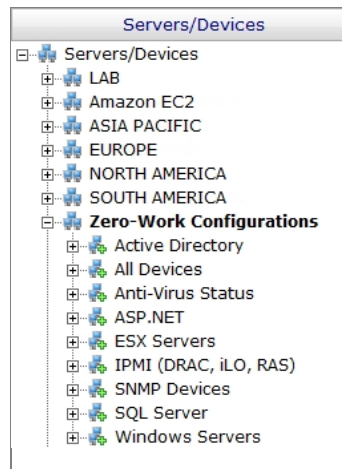 Servers/Devices
Servers/Devices
LAB
Amazon EC2
ASIA PACIFIC
EUROPE
NORTH AMERICA
SOUTH AMERICA
Zero-Work Configurations
Active Directory
All Devices
Anti-Virus Status
ASP.NET
ESX Servers
IPMI (DRAC, iLO, RAS)
SNMP Devices
SQL Server
Windows Servers